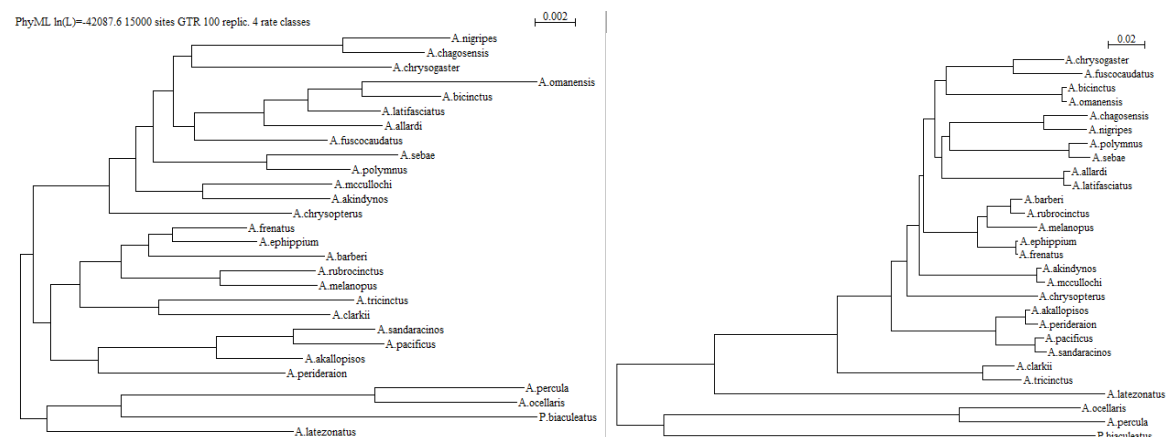 PhyML ln(L)=-42087.6 15000 sites GTR 100 replic. 4 rate classes
0.002
A.nigripes
A.chagosensis
A.chrysogaster
A.omanensis
A.bicinctus
A.latifasciatus
A.allardi
A.fuscocaudatus
A.sebae
A.polymnus
A.mccullochi
A.akindynos
A.chrysopterus
A.frenatus
A.ephippium
A.barberi
A.rubrocinctus
A.melanopus
A.tricinctus
A.clarkii
A.sandaracinos
A.pacificus
A.akallopisos
A.perideraion
A.percula
A.ocellaris
P.biaculeatus
A.latezonatus
0.02
A.chrysogaster
A.fuscocaudatus
A.bicinctus
A.omanensis
A.chagosensis
A.nigripes
A.polymnus
A.sebae
A.allardi
A.latifasciatus
A.barberi
A.rubrocinctus
A.melanopus
A.ephippium
A.frenatus
A.akindynos
A.mccullochi
A.chrysopterus
A.akallopisos
A.perideraion
A.pacificus
A.sandaracinos
A.clarkii
A.tricinctus
A.latezonatus
A.ocellaris
A.percula
P.biaculeatus